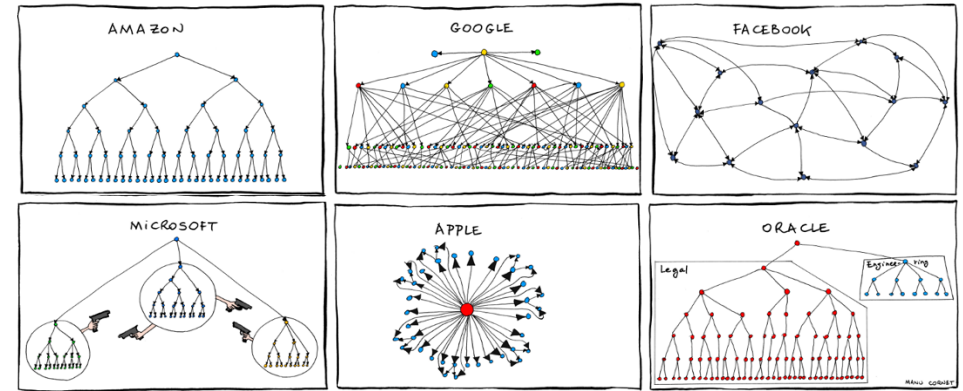 AMAZON
GOOGLE
FACEBOOK
MICROSOFT
APPLE
ORACLE
Legal
Engineering
MANU CORNET